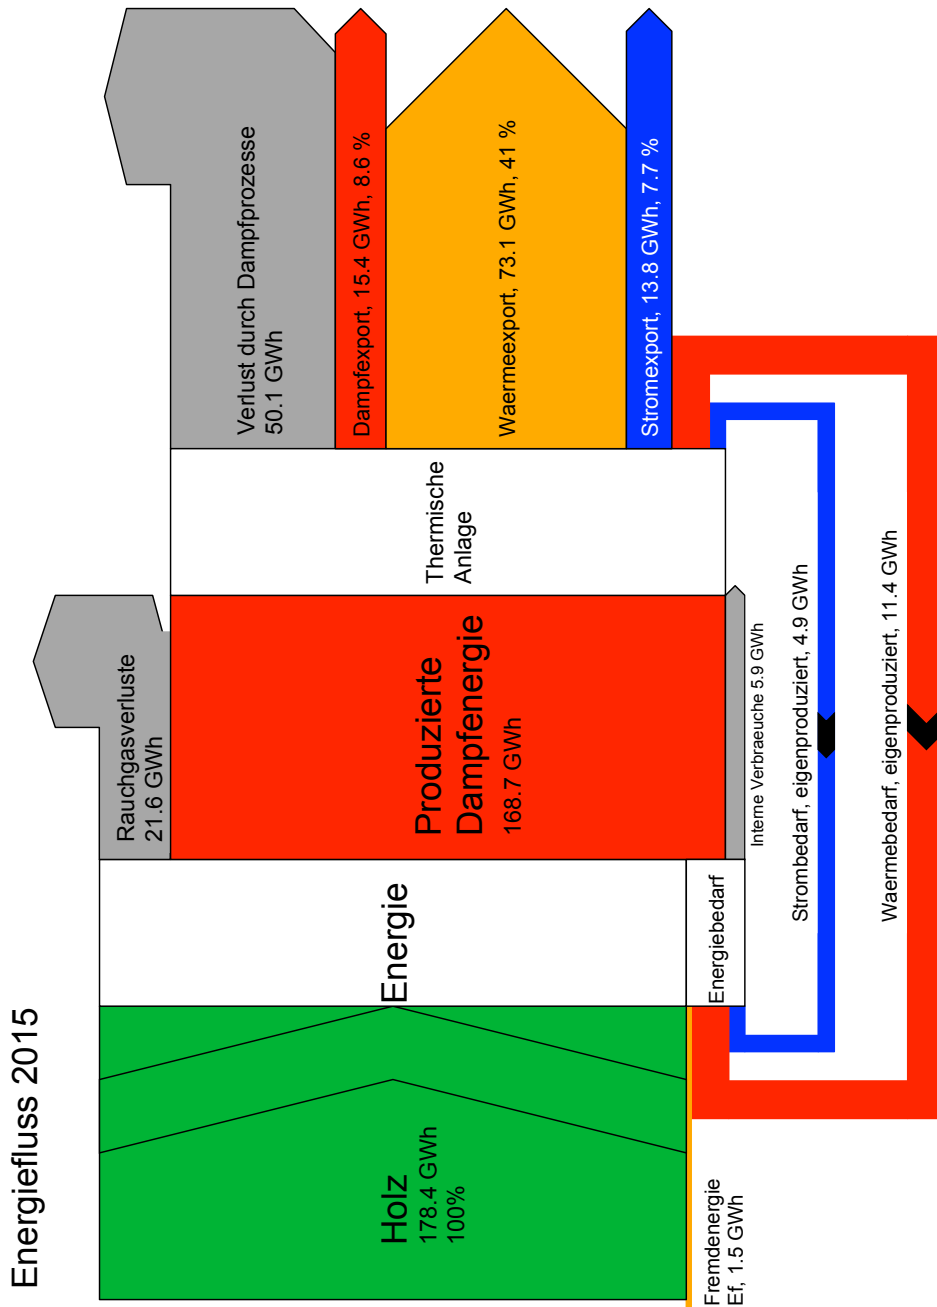 Energiefluss 2015
Holz
178.4 GWh
100%
Fremdenergie
Ef, 1.5 GWh
Energie
Energiebedarf
Rauchgasverluste
21.6 GWh
Produzierte
Dampfenergie
168.7 GWh
Interne Verbraeuche 5.9 GWh
Thermische
Anlage
Verlust durch Dampfprozesse
50.1 GWh
Dampfexport, 15.4 GWh, 8.6 %
Waermeexport, 73.1 GWh, 41 %
Stromexport, 13.8 GWh, 7.7 %
Strombedarf, eigenproduziert, 4.9 GWh
Waermebedarf, eigenproduziert, 11.4 GWh